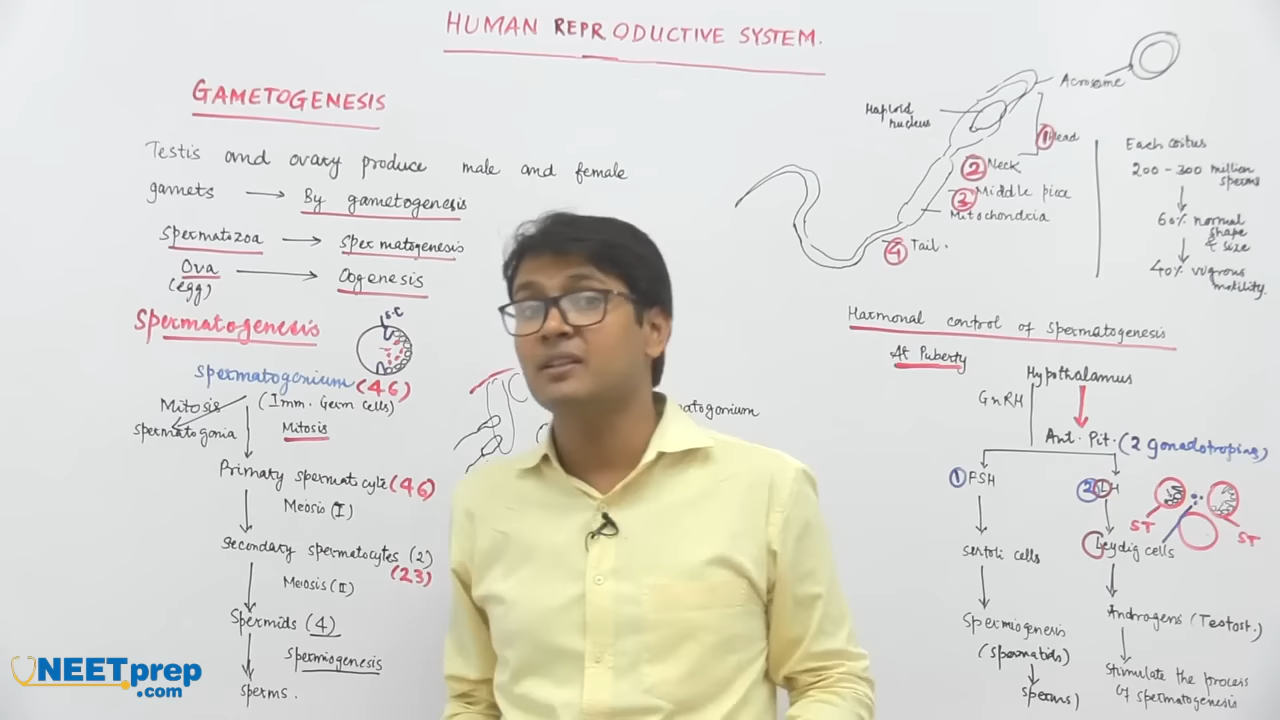 HUMAN REPRODUCTIVE SYSTEM.
GAMETOGENESIS
Testis and ovary produce male and female
gamets → By gametogenesis
Spermatozoa → spermatogenesis
Ova → Oogenesis
(egg)
Spermatogenesis
S.C
spermatogenium (46)
Mitosis (Imm. Germ cells)
spermatogonia Mitosis
Primary spermatocyte (46)
Meiosis (I)
Secondary spermatocytes (2)
(23)
Meiosis (II)
Spermids (4)
Spermiogenesis
sperms.
atogonium
Acrosome
Haploid
nucleus
1 Head
2 Neck
3 Middle piece
Mitochondria
4 Tail.
Each coitus
200-300 million
sperms
60% normal
shape
& size
40% vigrous
motility.
Harmonal control of spermatogenesis
At Puberty
Hypothalamus
GnRH
Ant. Pit. (2 gonadotropins)
1 FSH
2 LH
ST
ST
sertoli cells
Leydig cells
Spermiogenesis
(spermatids)
sperms)
Androgens (Testost.)
Stimulate the process
of spermatogenesis
NEETprep
.com